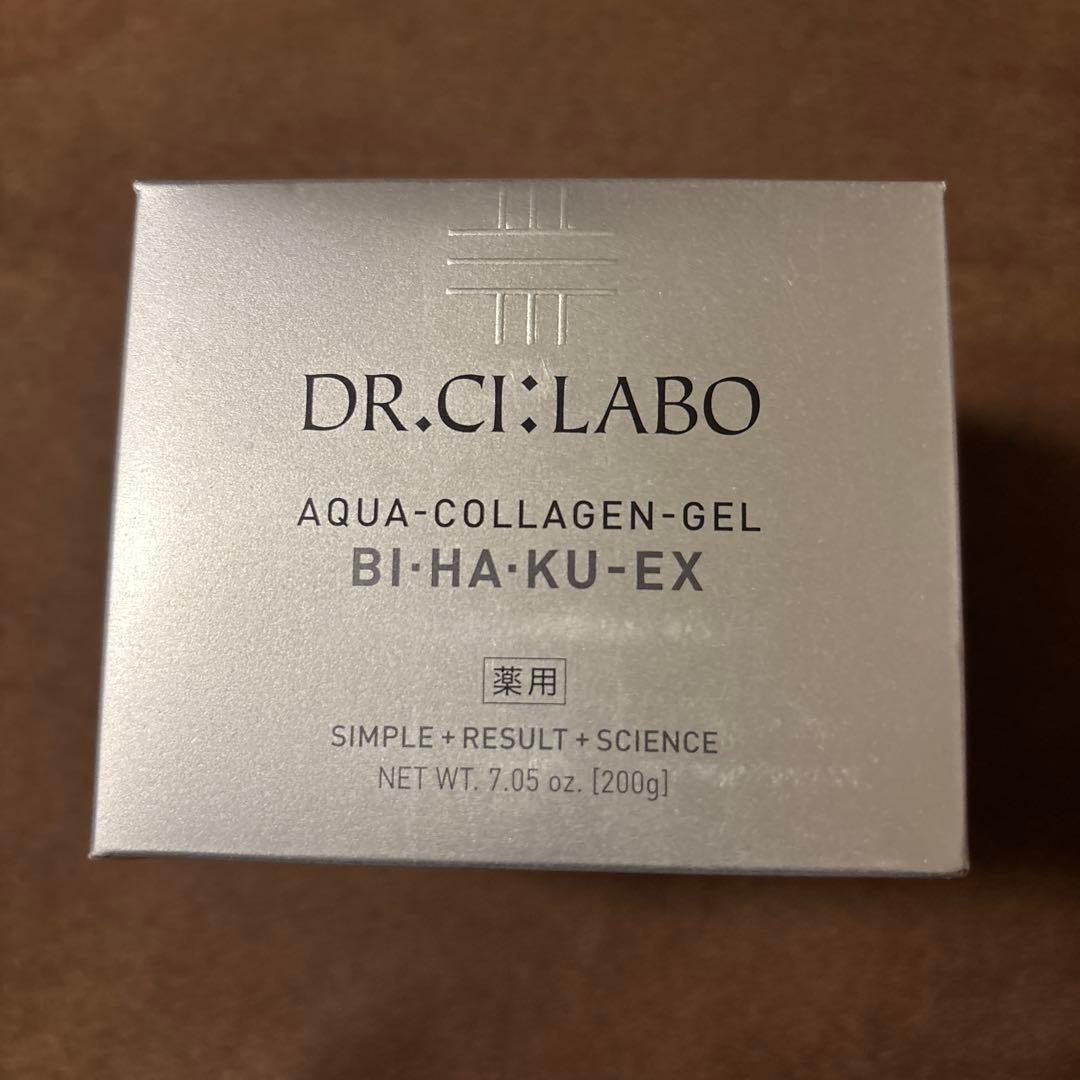 DR.CI:LABO
AQUA-COLLAGEN-GEL
BI·HA·KU-EX
薬用
SIMPLE + RESULT + SCIENCE
NET WT. 7.05 oz. [200g]